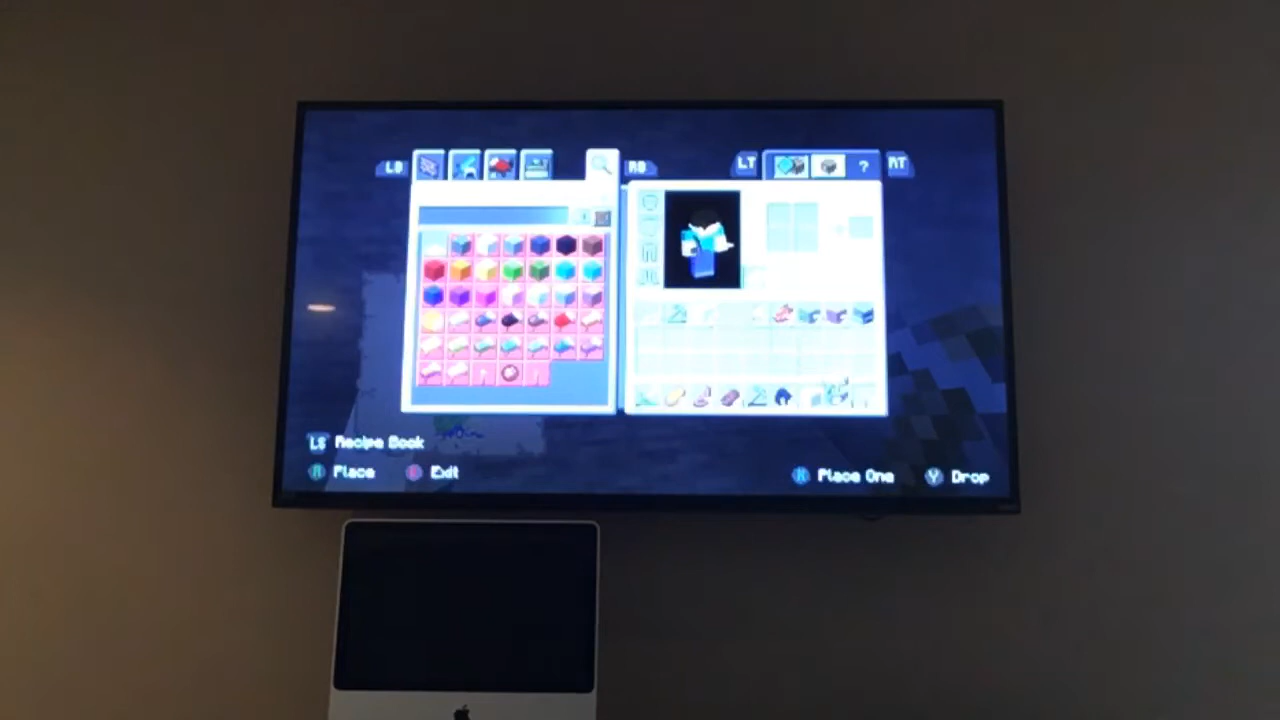 LB RB LT ? RT
LS Recipe Book
A Place Exit
X Place One Y Drop